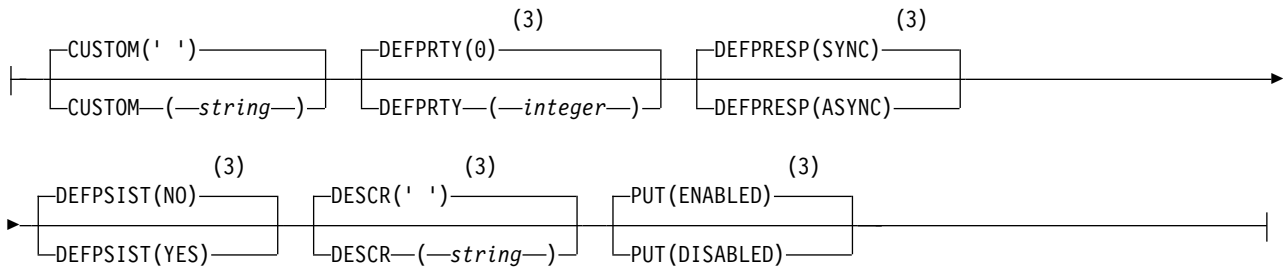 (3) (3)
CUSTOM(' ') DEFPRTY(0) DEFPRESP(SYNC)
CUSTOM ( string ) DEFPRTY ( integer ) DEFPRESP(ASYNC)
(3) (3) (3)
DEFPSIST(NO) DESCR(' ') PUT(ENABLED)
DEFPSIST(YES) DESCR ( string ) PUT(DISABLED)